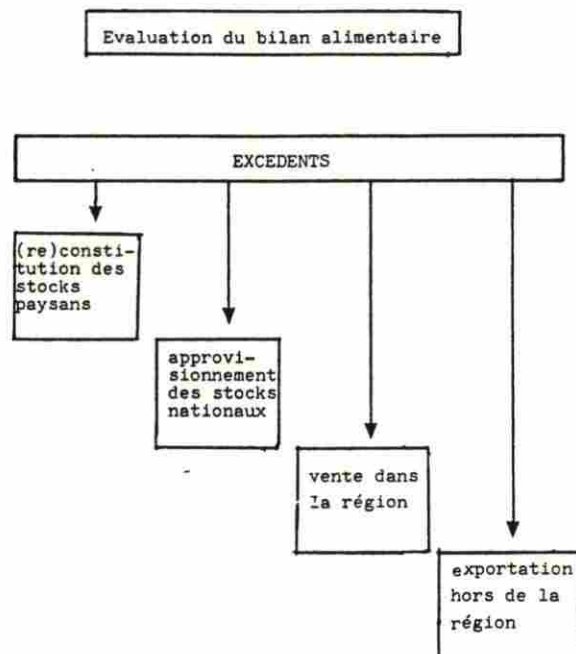 Evaluation du bilan alimentaire
EXCEDENTS
(re)consti-
tution des
stocks
paysans
approvi-
sionnement
des stocks
nationaux
vente dans
la région
exportation
hors de la
région